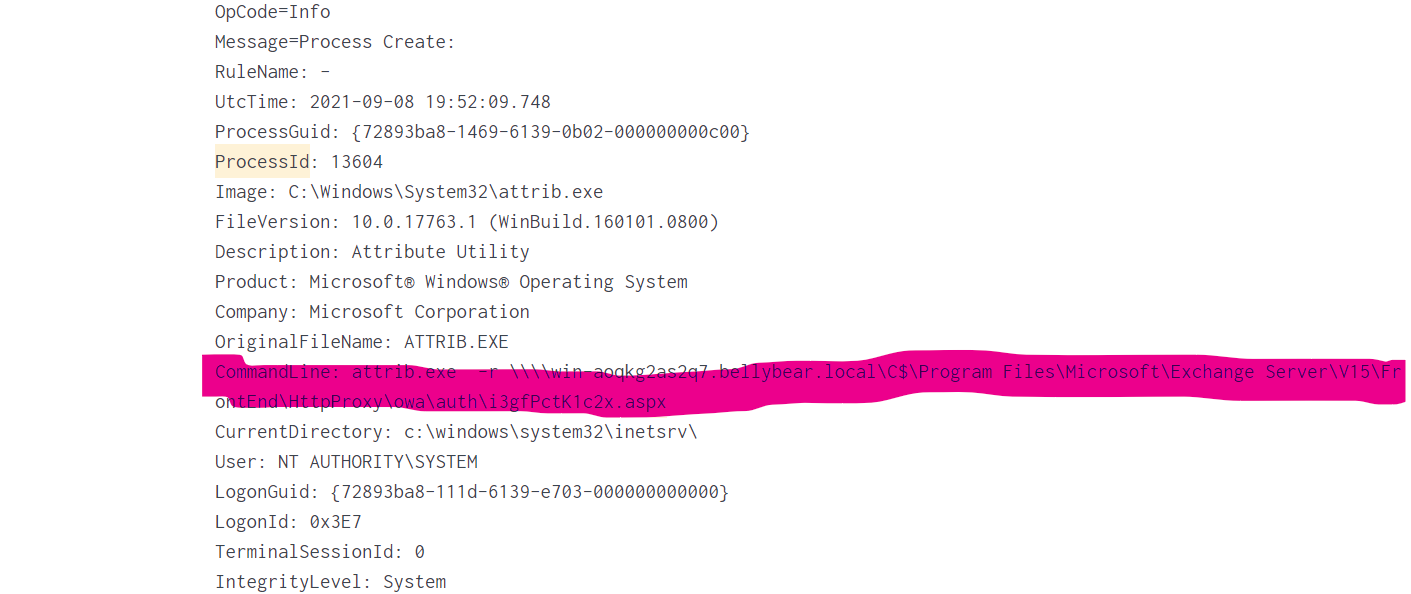 OpCode=Info
Message=Process Create:
RuleName: -
UtcTime: 2021-09-08 19:52:09.748
ProcessGuid: {72893ba8-1469-6139-0b02-000000000c00}
ProcessId: 13604
Image: C:\Windows\System32\attrib.exe
FileVersion: 10.0.17763.1 (WinBuild.160101.0800)
Description: Attribute Utility
Product: Microsoft® Windows® Operating System
Company: Microsoft Corporation
OriginalFileName: ATTRIB.EXE
CommandLine: attrib.exe  -r \\\\win-aoqkg2as2q7.bellybear.local\C$\Program Files\Microsoft\Exchange Server\V15\Fr
ontEnd\HttpProxy\owa\auth\i3gfPctK1c2x.aspx
CurrentDirectory: c:\windows\system32\inetsrv\
User: NT AUTHORITY\SYSTEM
LogonGuid: {72893ba8-111d-6139-e703-000000000000}
LogonId: 0x3E7
TerminalSessionId: 0
IntegrityLevel: System